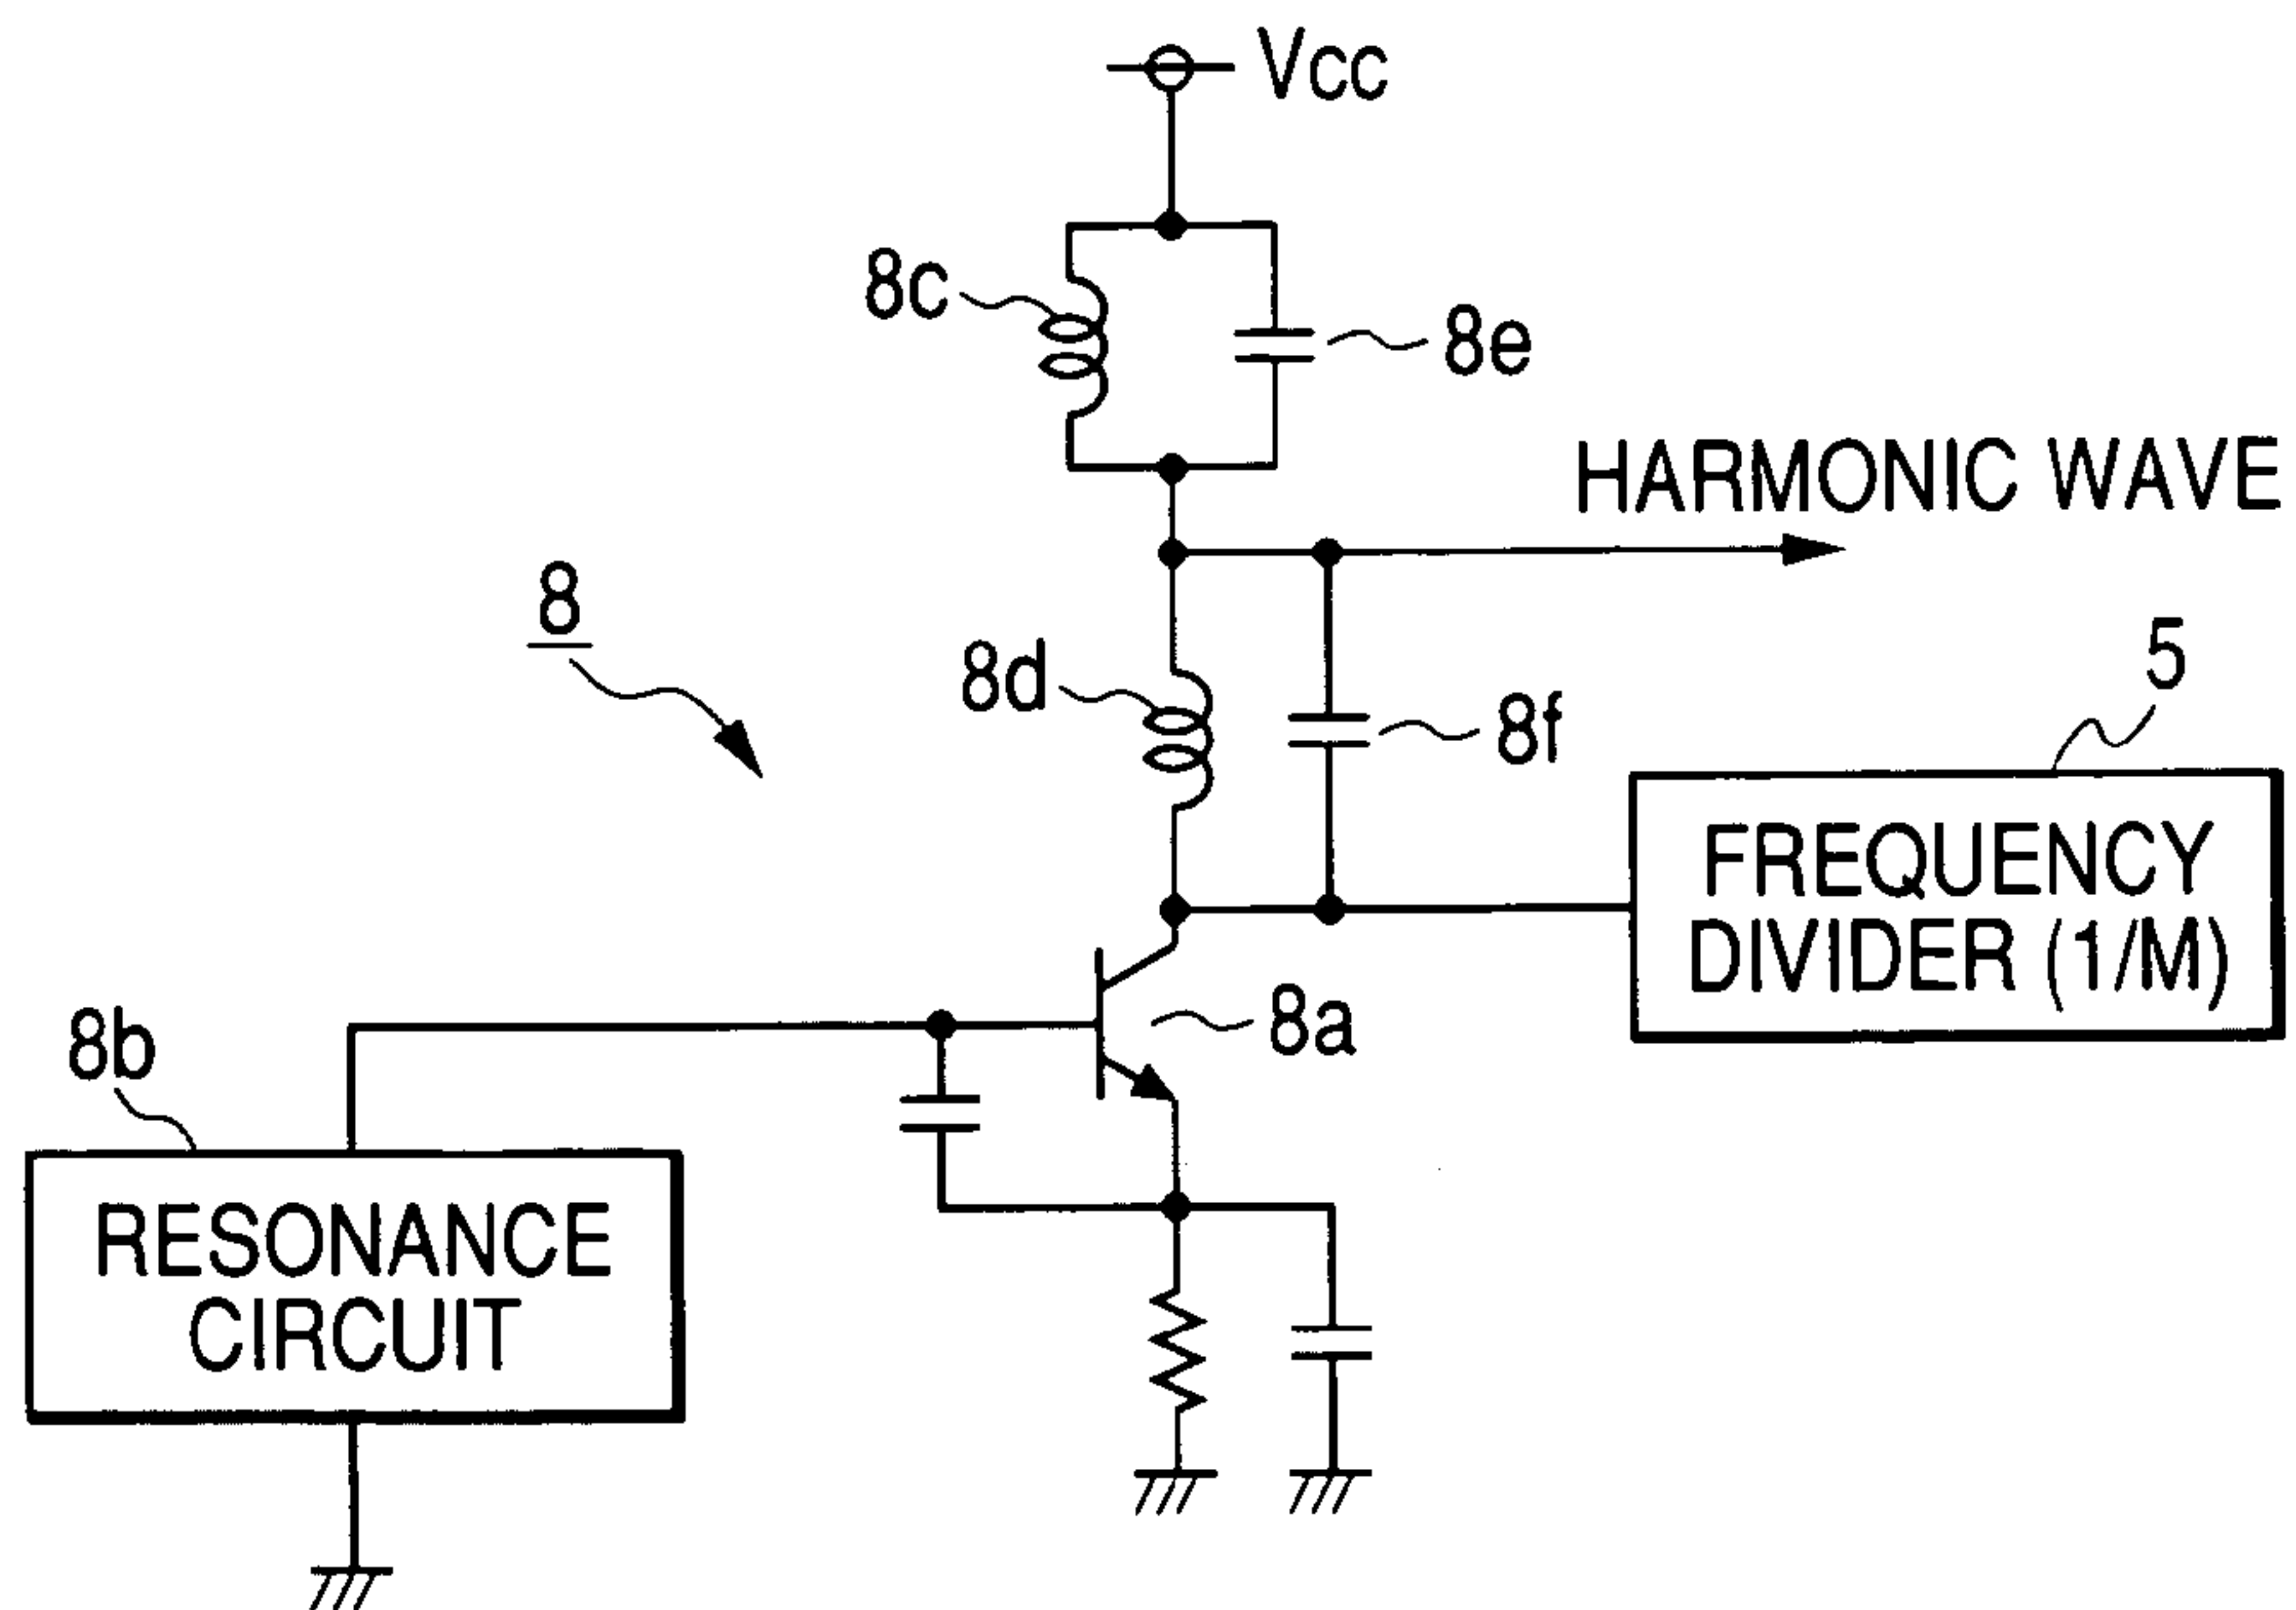 Vcc
8c
8e
HARMONIC WAVE
8
8d
8f
5
FREQUENCY
DIVIDER (1/M)
8b
8a
RESONANCE
CIRCUIT